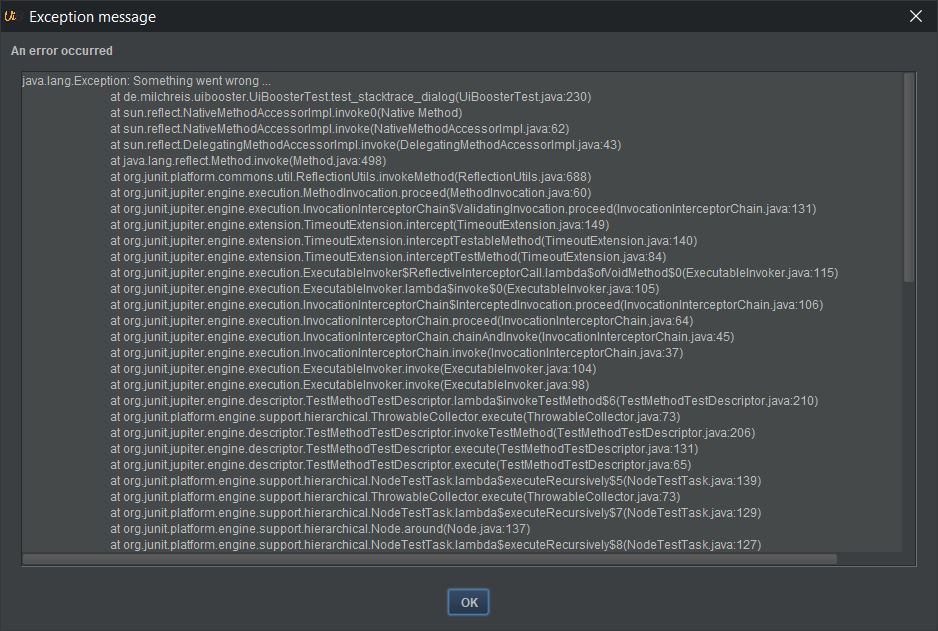 Ui Exception message
An error occurred
java.lang.Exception: Something went wrong ...
at de.milchreis.uibooster.UiBoosterTest.test_stacktrace_dialog(UiBoosterTest.java:230)
at sun.reflect.NativeMethodAccessorImpl.invoke0(Native Method)
at sun.reflect.NativeMethodAccessorImpl.invoke(NativeMethodAccessorImpl.java:62)
at sun.reflect.DelegatingMethodAccessorImpl.invoke(DelegatingMethodAccessorImpl.java:43)
at java.lang.reflect.Method.invoke(Method.java:498)
at org.junit.platform.commons.util.ReflectionUtils.invokeMethod(ReflectionUtils.java:688)
at org.junit.jupiter.engine.execution.MethodInvocation.proceed(MethodInvocation.java:60)
at org.junit.jupiter.engine.execution.InvocationInterceptorChain$ValidatingInvocation.proceed(InvocationInterceptorChain.java:131)
at org.junit.jupiter.engine.extension.TimeoutExtension.intercept(TimeoutExtension.java:149)
at org.junit.jupiter.engine.extension.TimeoutExtension.interceptTestableMethod(TimeoutExtension.java:140)
at org.junit.jupiter.engine.extension.TimeoutExtension.interceptTestMethod(TimeoutExtension.java:84)
at org.junit.jupiter.engine.execution.ExecutableInvoker$ReflectiveInterceptorCall.lambda$ofVoidMethod$0(ExecutableInvoker.java:115)
at org.junit.jupiter.engine.execution.ExecutableInvoker.lambda$invoke$0(ExecutableInvoker.java:105)
at org.junit.jupiter.engine.execution.InvocationInterceptorChain$InterceptedInvocation.proceed(InvocationInterceptorChain.java:106)
at org.junit.jupiter.engine.execution.InvocationInterceptorChain.proceed(InvocationInterceptorChain.java:64)
at org.junit.jupiter.engine.execution.InvocationInterceptorChain.chainAndInvoke(InvocationInterceptorChain.java:45)
at org.junit.jupiter.engine.execution.InvocationInterceptorChain.invoke(InvocationInterceptorChain.java:37)
at org.junit.jupiter.engine.execution.ExecutableInvoker.invoke(ExecutableInvoker.java:104)
at org.junit.jupiter.engine.execution.ExecutableInvoker.invoke(ExecutableInvoker.java:98)
at org.junit.jupiter.engine.descriptor.TestMethodTestDescriptor.lambda$invokeTestMethod$6(TestMethodTestDescriptor.java:210)
at org.junit.platform.engine.support.hierarchical.ThrowableCollector.execute(ThrowableCollector.java:73)
at org.junit.jupiter.engine.descriptor.TestMethodTestDescriptor.invokeTestMethod(TestMethodTestDescriptor.java:206)
at org.junit.jupiter.engine.descriptor.TestMethodTestDescriptor.execute(TestMethodTestDescriptor.java:131)
at org.junit.jupiter.engine.descriptor.TestMethodTestDescriptor.execute(TestMethodTestDescriptor.java:65)
at org.junit.platform.engine.support.hierarchical.NodeTestTask.lambda$executeRecursively$5(NodeTestTask.java:139)
at org.junit.platform.engine.support.hierarchical.ThrowableCollector.execute(ThrowableCollector.java:73)
at org.junit.platform.engine.support.hierarchical.NodeTestTask.lambda$executeRecursively$7(NodeTestTask.java:129)
at org.junit.platform.engine.support.hierarchical.Node.around(Node.java:137)
at org.junit.platform.engine.support.hierarchical.NodeTestTask.lambda$executeRecursively$8(NodeTestTask.java:127)
OK